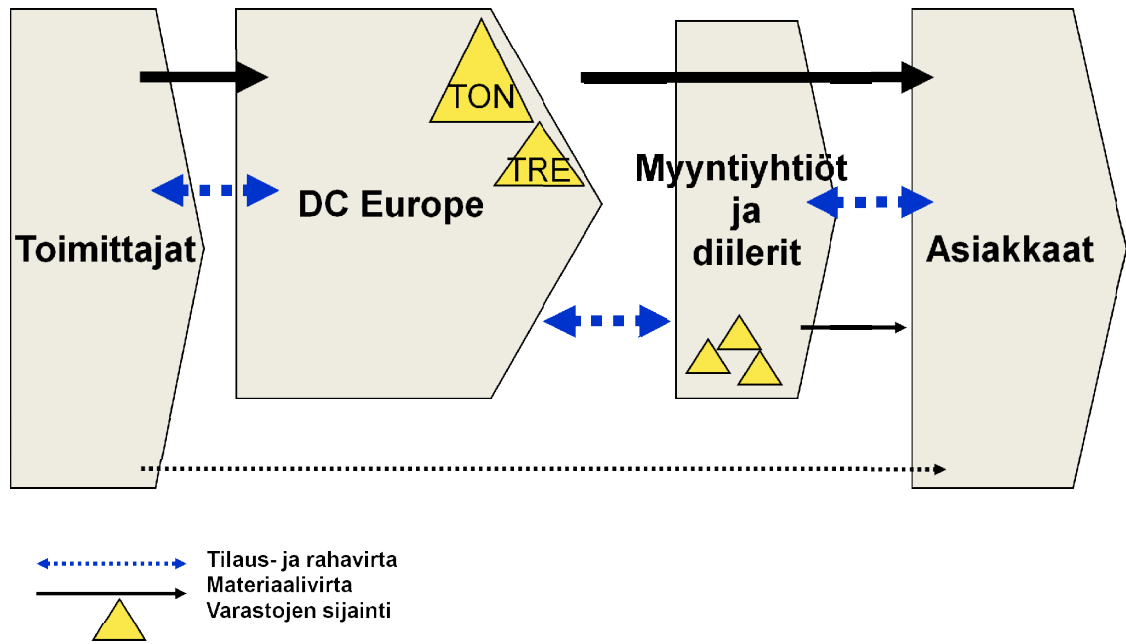 TON
TRE
Toimittajat
DC Europe
Myyntiyhtiöt
ja
diilerit
Asiakkaat
Tilaus- ja rahavirta
Materiaalivirta
Varastojen sijainti